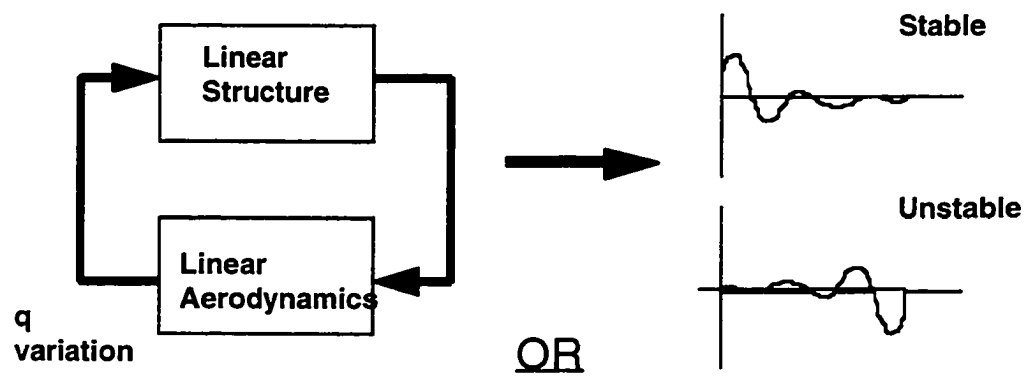 Linear
Structure
Linear
Aerodynamics
q
variation
Stable
Unstable
OR